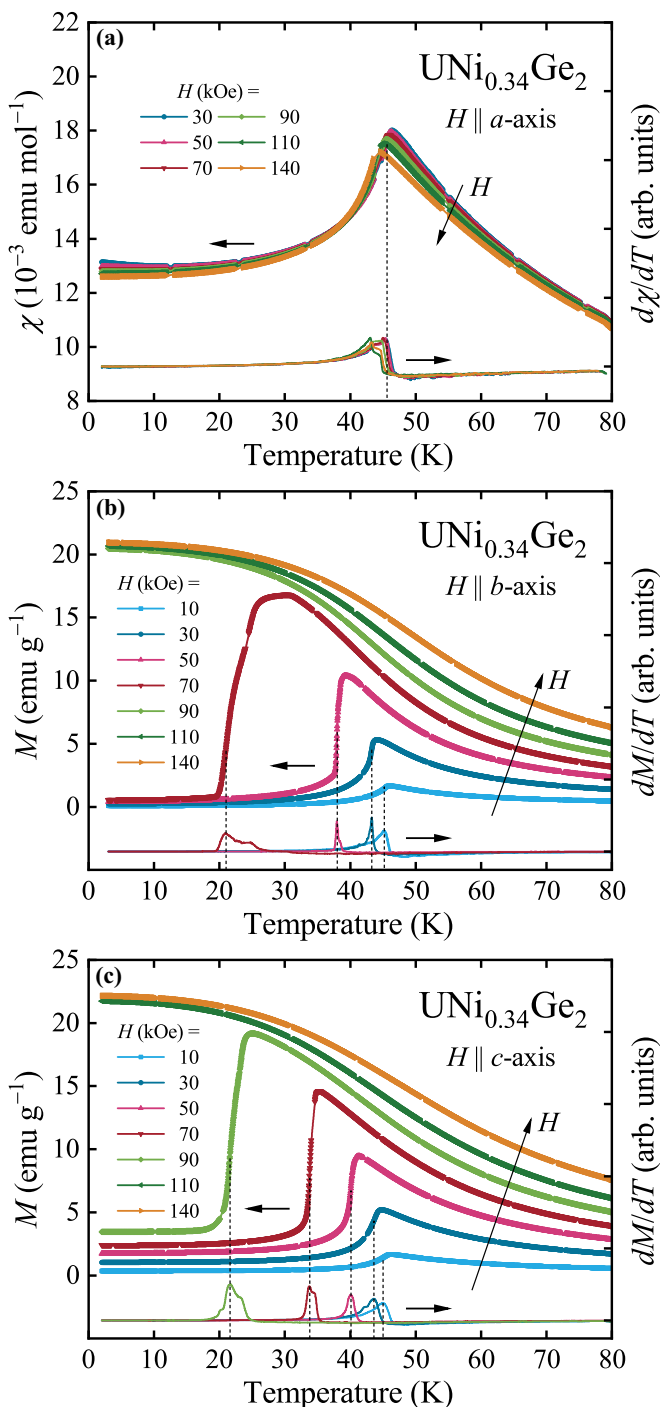 (a)
UNi0.34Ge2
H || a-axis
H (kOe) =
30 90
50 110
70 140
H
χ (10−3 emu mol−1)
dχ/dT (arb. units)
22
20
18
16
14
12
10
8
0 10 20 30 40 50 60 70 80
Temperature (K)
(b)
UNi0.34Ge2
H || b-axis
H (kOe) =
10
30
50
70
90
110
140
H
M (emu g−1)
dM/dT (arb. units)
25
20
15
10
5
0
0 10 20 30 40 50 60 70 80
Temperature (K)
(c)
UNi0.34Ge2
H || c-axis
H (kOe) =
10
30
50
70
90
110
140
H
M (emu g−1)
dM/dT (arb. units)
25
20
15
10
5
0
0 10 20 30 40 50 60 70 80
Temperature (K)